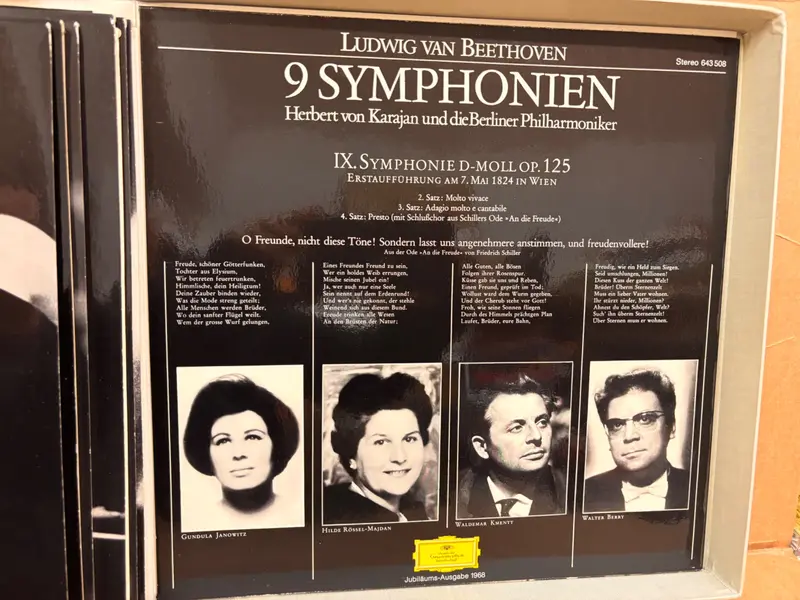 LUDWIG VAN BEETHOVEN
Stereo 643 508
9 SYMPHONIEN
Herbert von Karajan und die Berliner Philharmoniker
IX. SYMPHONIE D-MOLL OP. 125
ERSTAUFFÜHRUNG AM 7. MAI 1824 IN WIEN
2. Satz: Molto vivace
3. Satz: Adagio molto e cantabile
4. Satz: Presto (mit Schlußchor aus Schillers Ode »An die Freude«)
O Freunde, nicht diese Töne! Sondern lasst uns angenehmere anstimmen, und freudenvollere!
Aus der Ode »An die Freude« von Friedrich Schiller
Freude, schöner Götterfunken,
Tochter aus Elysium,
Wir betreten feuertrunken,
Himmlische, dein Heiligtum!
Deine Zauber binden wieder,
Was die Mode streng geteilt;
Alle Menschen werden Brüder,
Wo dein sanfter Flügel weilt.
Wem der grosse Wurf gelungen,
Eines Freundes Freund zu sein,
Wer ein holdes Weib errungen,
Mische seinen Jubel ein!
Ja, wer auch nur eine Seele
Sein nennt auf dem Erdenrund!
Und wer's nie gekonnt, der stehle
Weinend sich aus diesem Bund.
Freude trinken alle Wesen
An den Brüsten der Natur;
Alle Guten, alle Bösen
Folgen ihrer Rosenspur.
Küsse gab sie uns und Reben,
Einen Freund, geprüft im Tod;
Wollust ward dem Wurm gegeben,
Und der Cherub steht vor Gott!
Froh, wie seine Sonnen fliegen
Durch des Himmels prächtgen Plan
Laufet, Brüder, eure Bahn,
Freudig, wie ein Held zum Siegen.
Seid umschlungen, Millionen!
Diesen Kuss der ganzen Welt!
Brüder! Überm Sternenzelt
Muss ein lieber Vater wohnen.
Ihr stürzt nieder, Millionen?
Ahnest du den Schöpfer, Welt?
Such' ihn überm Sternenzelt!
Über Sternen muss er wohnen.
GUNDULA JANOWITZ
HILDE RÖSSEL-MAJDAN
WALDEMAR KMENTT
WALTER BERRY
Jubiläums-Ausgabe 1968